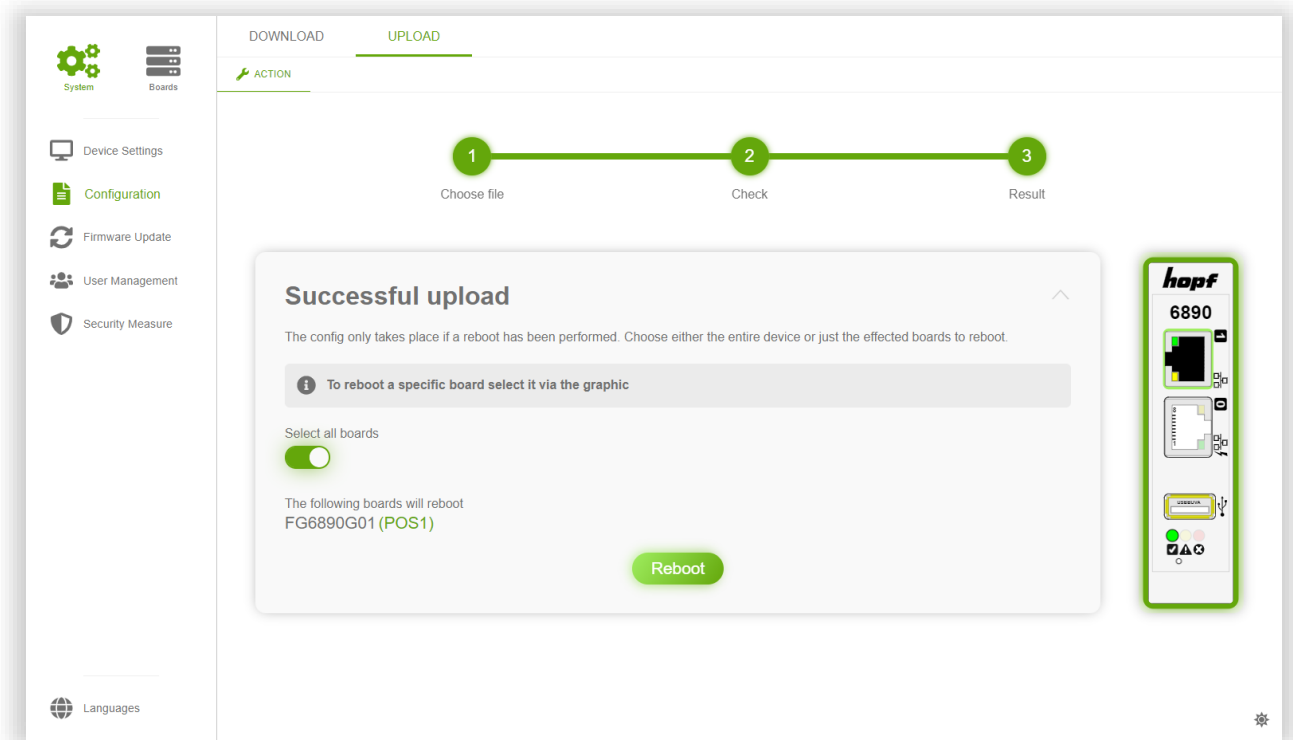 DOWNLOAD UPLOAD
ACTION
System Boards
Device Settings
Configuration
Firmware Update
User Management
Security Measure
Languages
1 2 3
Choose file Check Result
Successful upload
The config only takes place if a reboot has been performed. Choose either the entire device or just the effected boards to reboot.
To reboot a specific board select it via the graphic
Select all boards
The following boards will reboot
FG6890G01 (POS1)
Reboot
hopf
6890
1
0